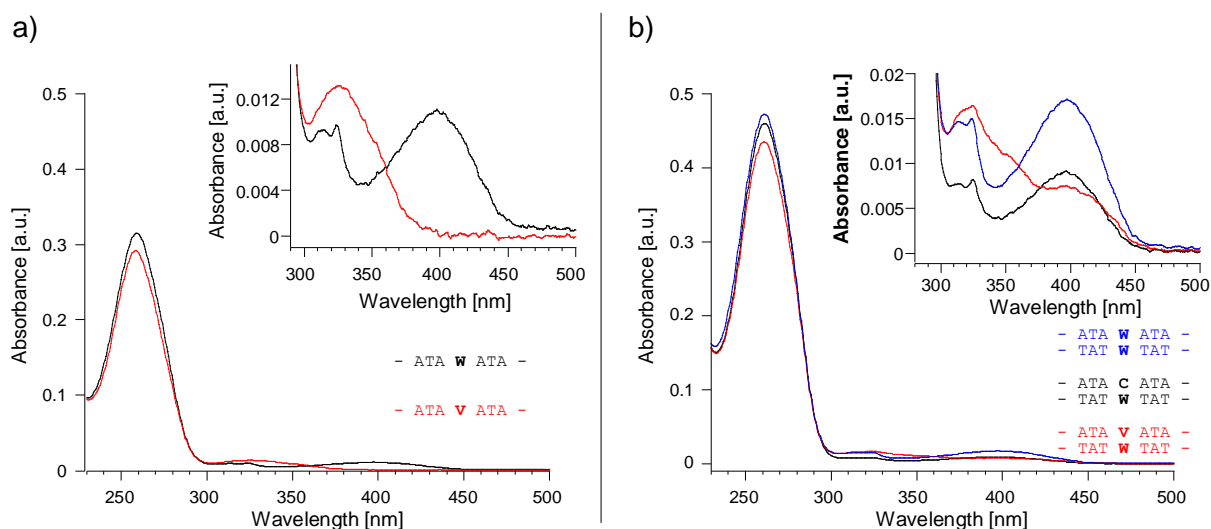 a)
Absorbance [a.u.]
0.5
0.4
0.3
0.2
0.1
0
250
300
350
400
450
500
Wavelength [nm]
Absorbance [a.u.]
0.012
0.008
0.004
0
300
350
400
450
500
Wavelength [nm]
- ATA W ATA -
- ATA V ATA -
b)
Absorbance [a.u.]
0.5
0.4
0.3
0.2
0.1
0
250
300
350
400
450
500
Wavelength [nm]
Absorbance [a.u.]
0.02
0.015
0.01
0.005
0
300
350
400
450
500
Wavelength [nm]
- ATA W ATA -
- TAT W TAT -
- ATA C ATA -
- TAT W TAT -
- ATA V ATA -
- TAT W TAT -